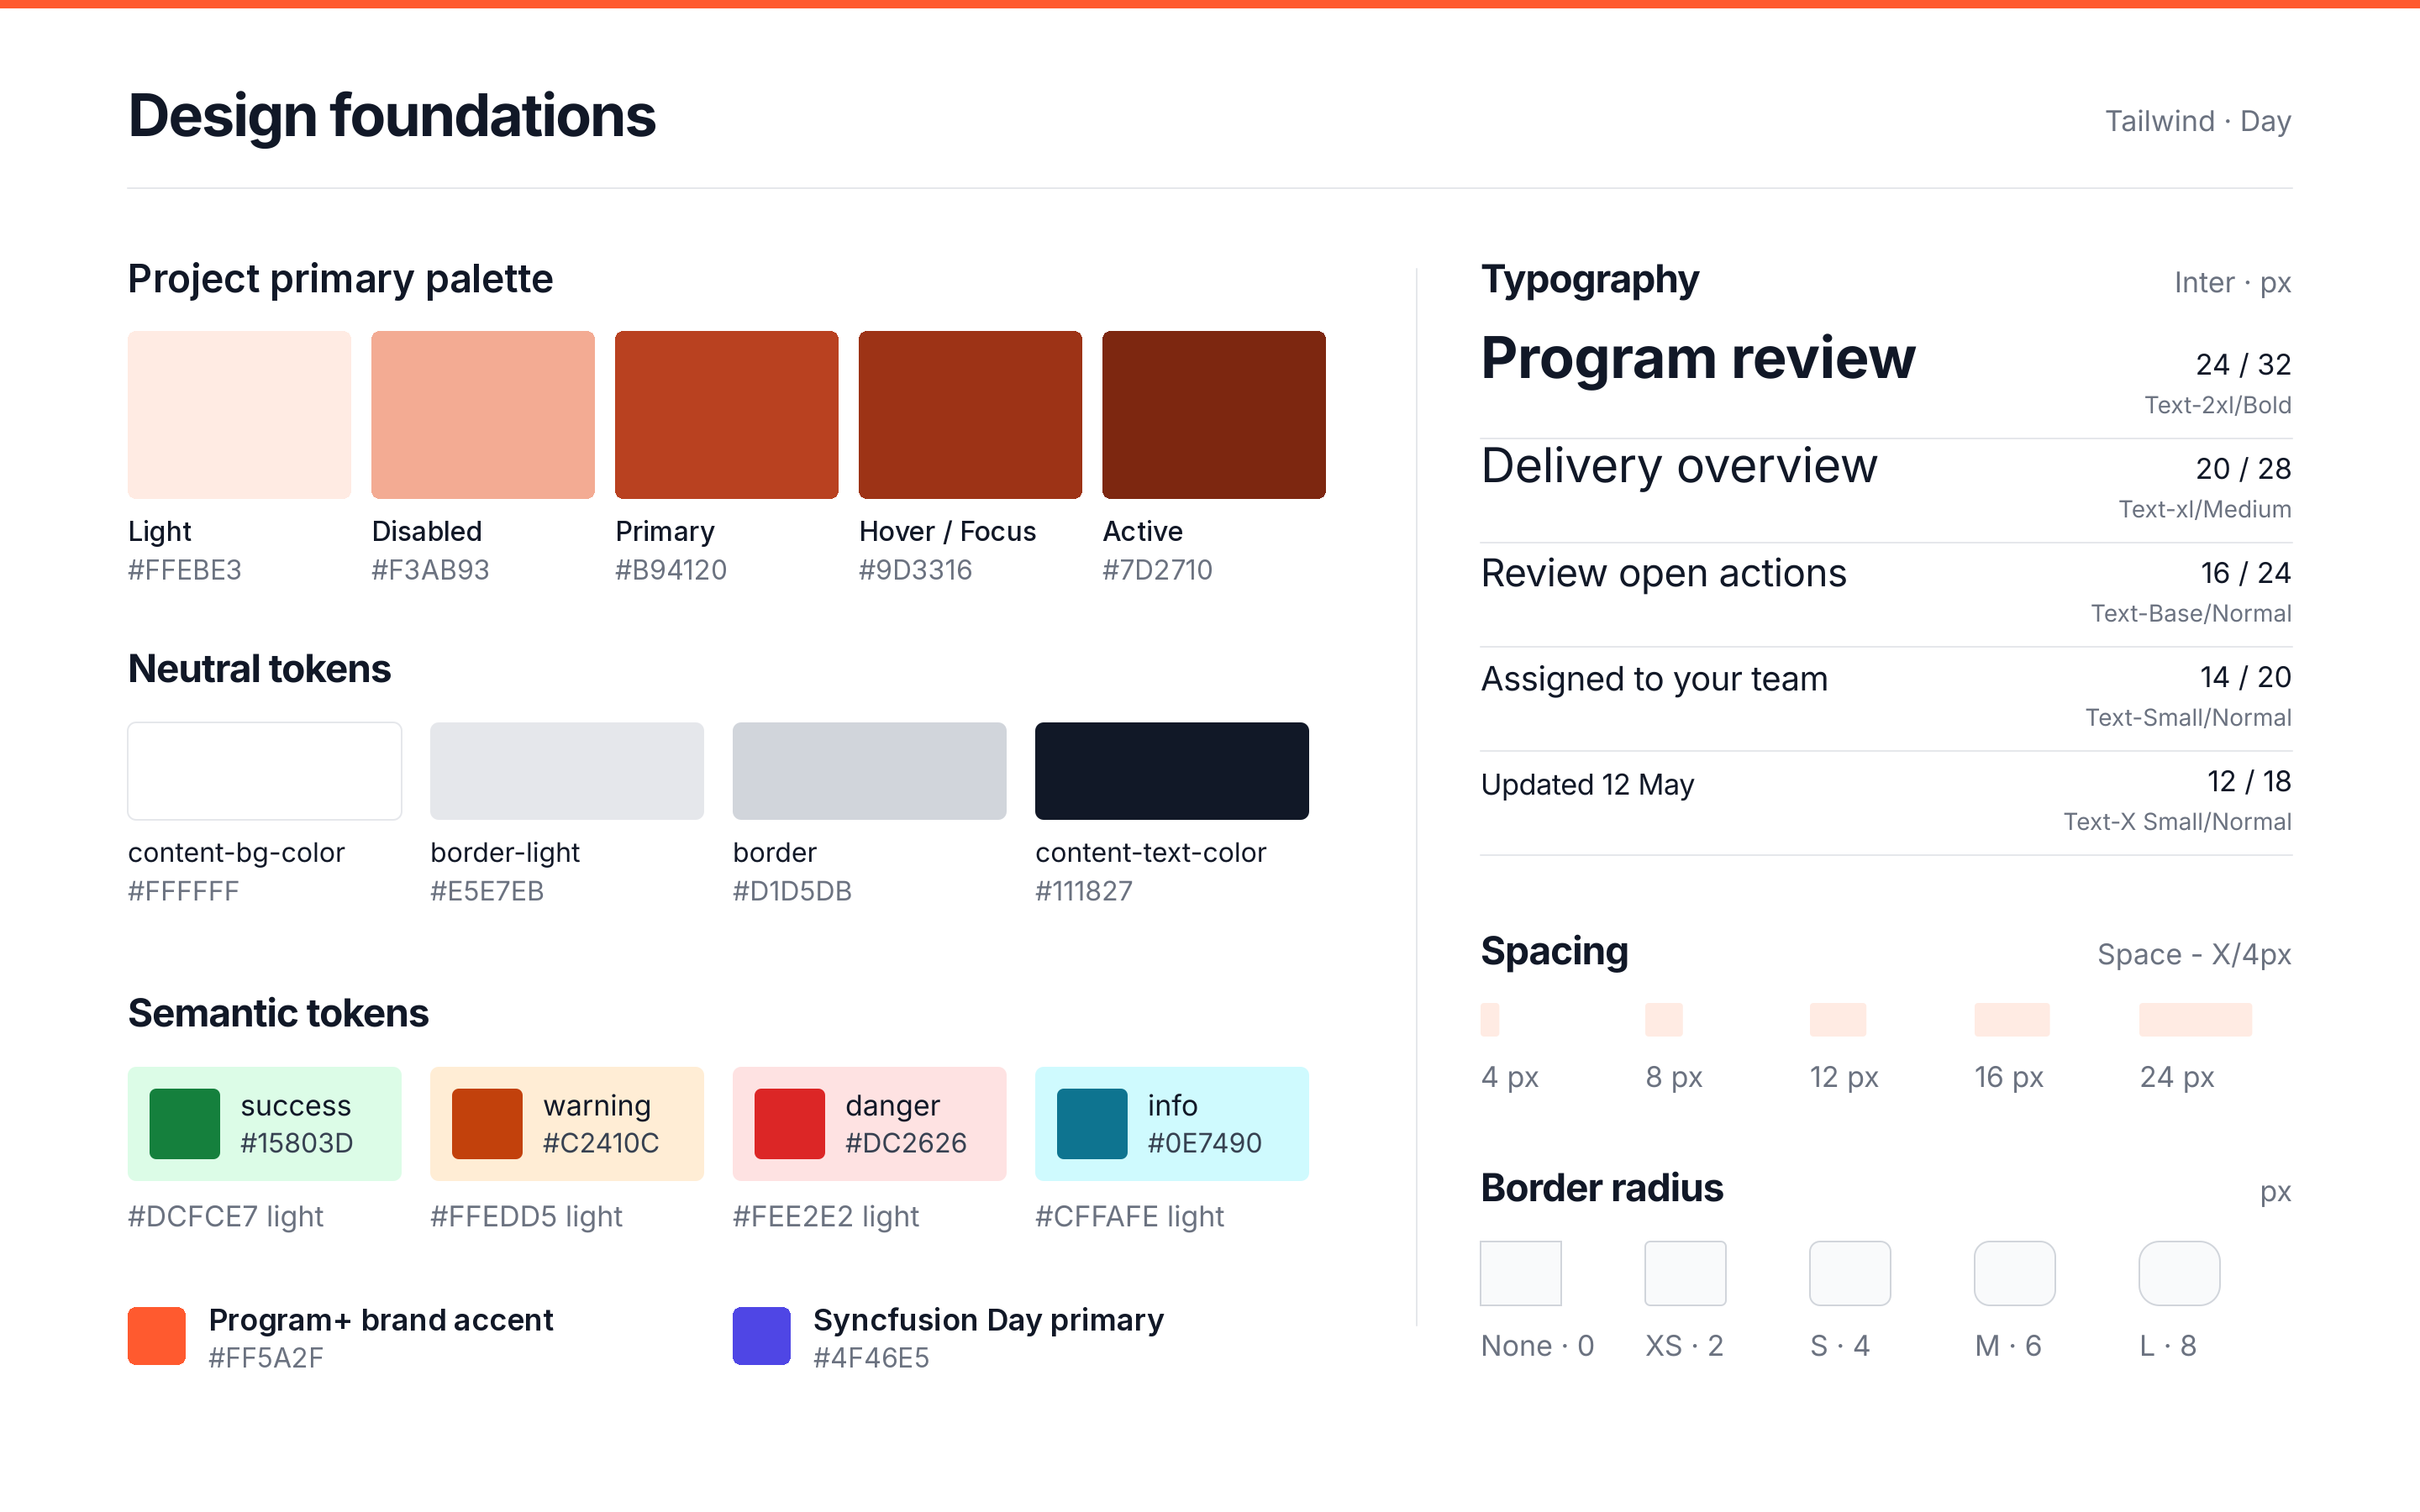 Design foundations
Tailwind · Day
Project primary palette
Light
#FFEBE3
Disabled
#F3AB93
Primary
#B94120
Hover / Focus
#9D3316
Active
#7D2710
Neutral tokens
content-bg-color
#FFFFFF
border-light
#E5E7EB
border
#D1D5DB
content-text-color
#111827
Semantic tokens
success
#15803D
#DCFCE7 light
warning
#C2410C
#FFEDD5 light
danger
#DC2626
#FEE2E2 light
info
#0E7490
#CFFAFE light
Program+ brand accent
#FF5A2F
Syncfusion Day primary
#4F46E5
Typography
Inter · px
Program review
24 / 32
Text-2xl/Bold
Delivery overview
20 / 28
Text-xl/Medium
Review open actions
16 / 24
Text-Base/Normal
Assigned to your team
14 / 20
Text-Small/Normal
Updated 12 May
12 / 18
Text-X Small/Normal
Spacing
Space - X/4px
4 px
8 px
12 px
16 px
24 px
Border radius
px
None · 0
XS · 2
S · 4
M · 6
L · 8